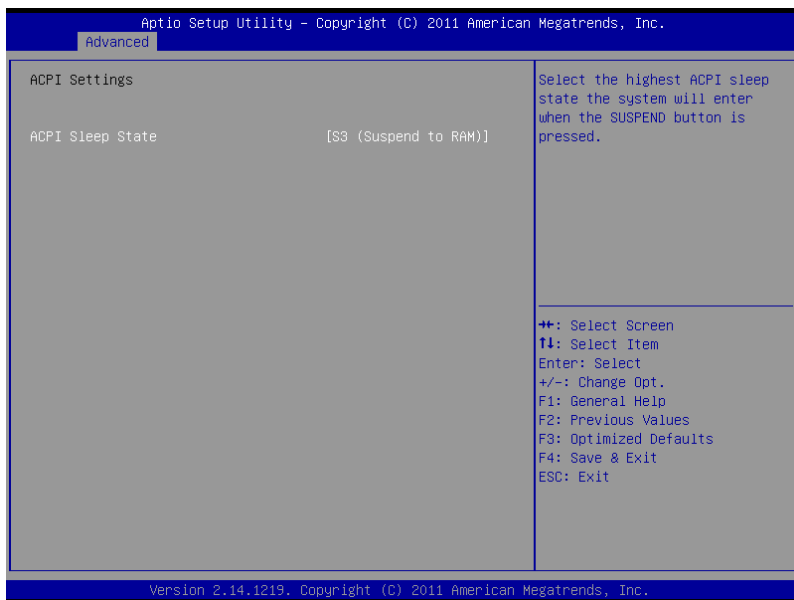 Aptio Setup Utility – Copyright (C) 2011 American Megatrends, Inc.
Advanced
ACPI Settings
ACPI Sleep State [S3 (Suspend to RAM)]
Select the highest ACPI sleep
state the system will enter
when the SUSPEND button is
pressed.
→←: Select Screen
↑↓: Select Item
Enter: Select
+/-: Change Opt.
F1: General Help
F2: Previous Values
F3: Optimized Defaults
F4: Save & Exit
ESC: Exit
Version 2.14.1219. Copyright (C) 2011 American Megatrends, Inc.